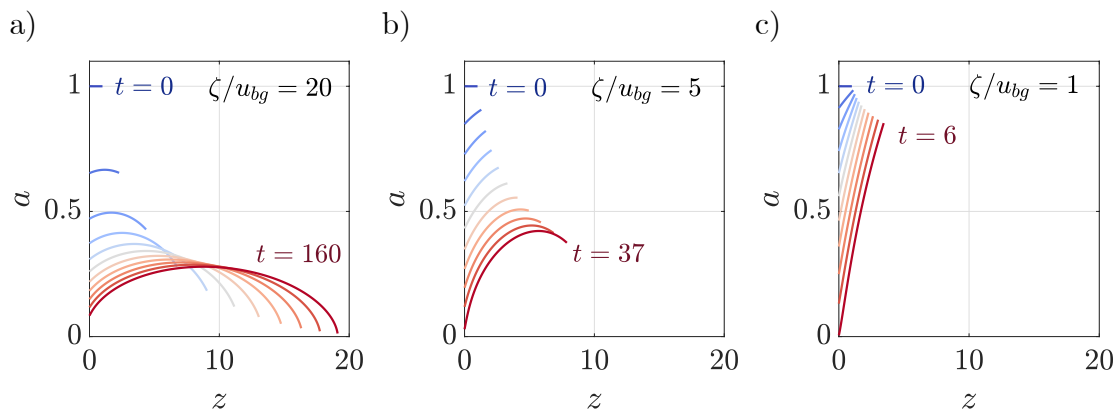 a)
1
0.5
0
a
0
10
20
z
t = 0
ζ/u_bg = 20
t = 160
b)
1
0.5
0
a
0
10
20
z
t = 0
ζ/u_bg = 5
t = 37
c)
1
0.5
0
a
0
10
20
z
t = 0
ζ/u_bg = 1
t = 6